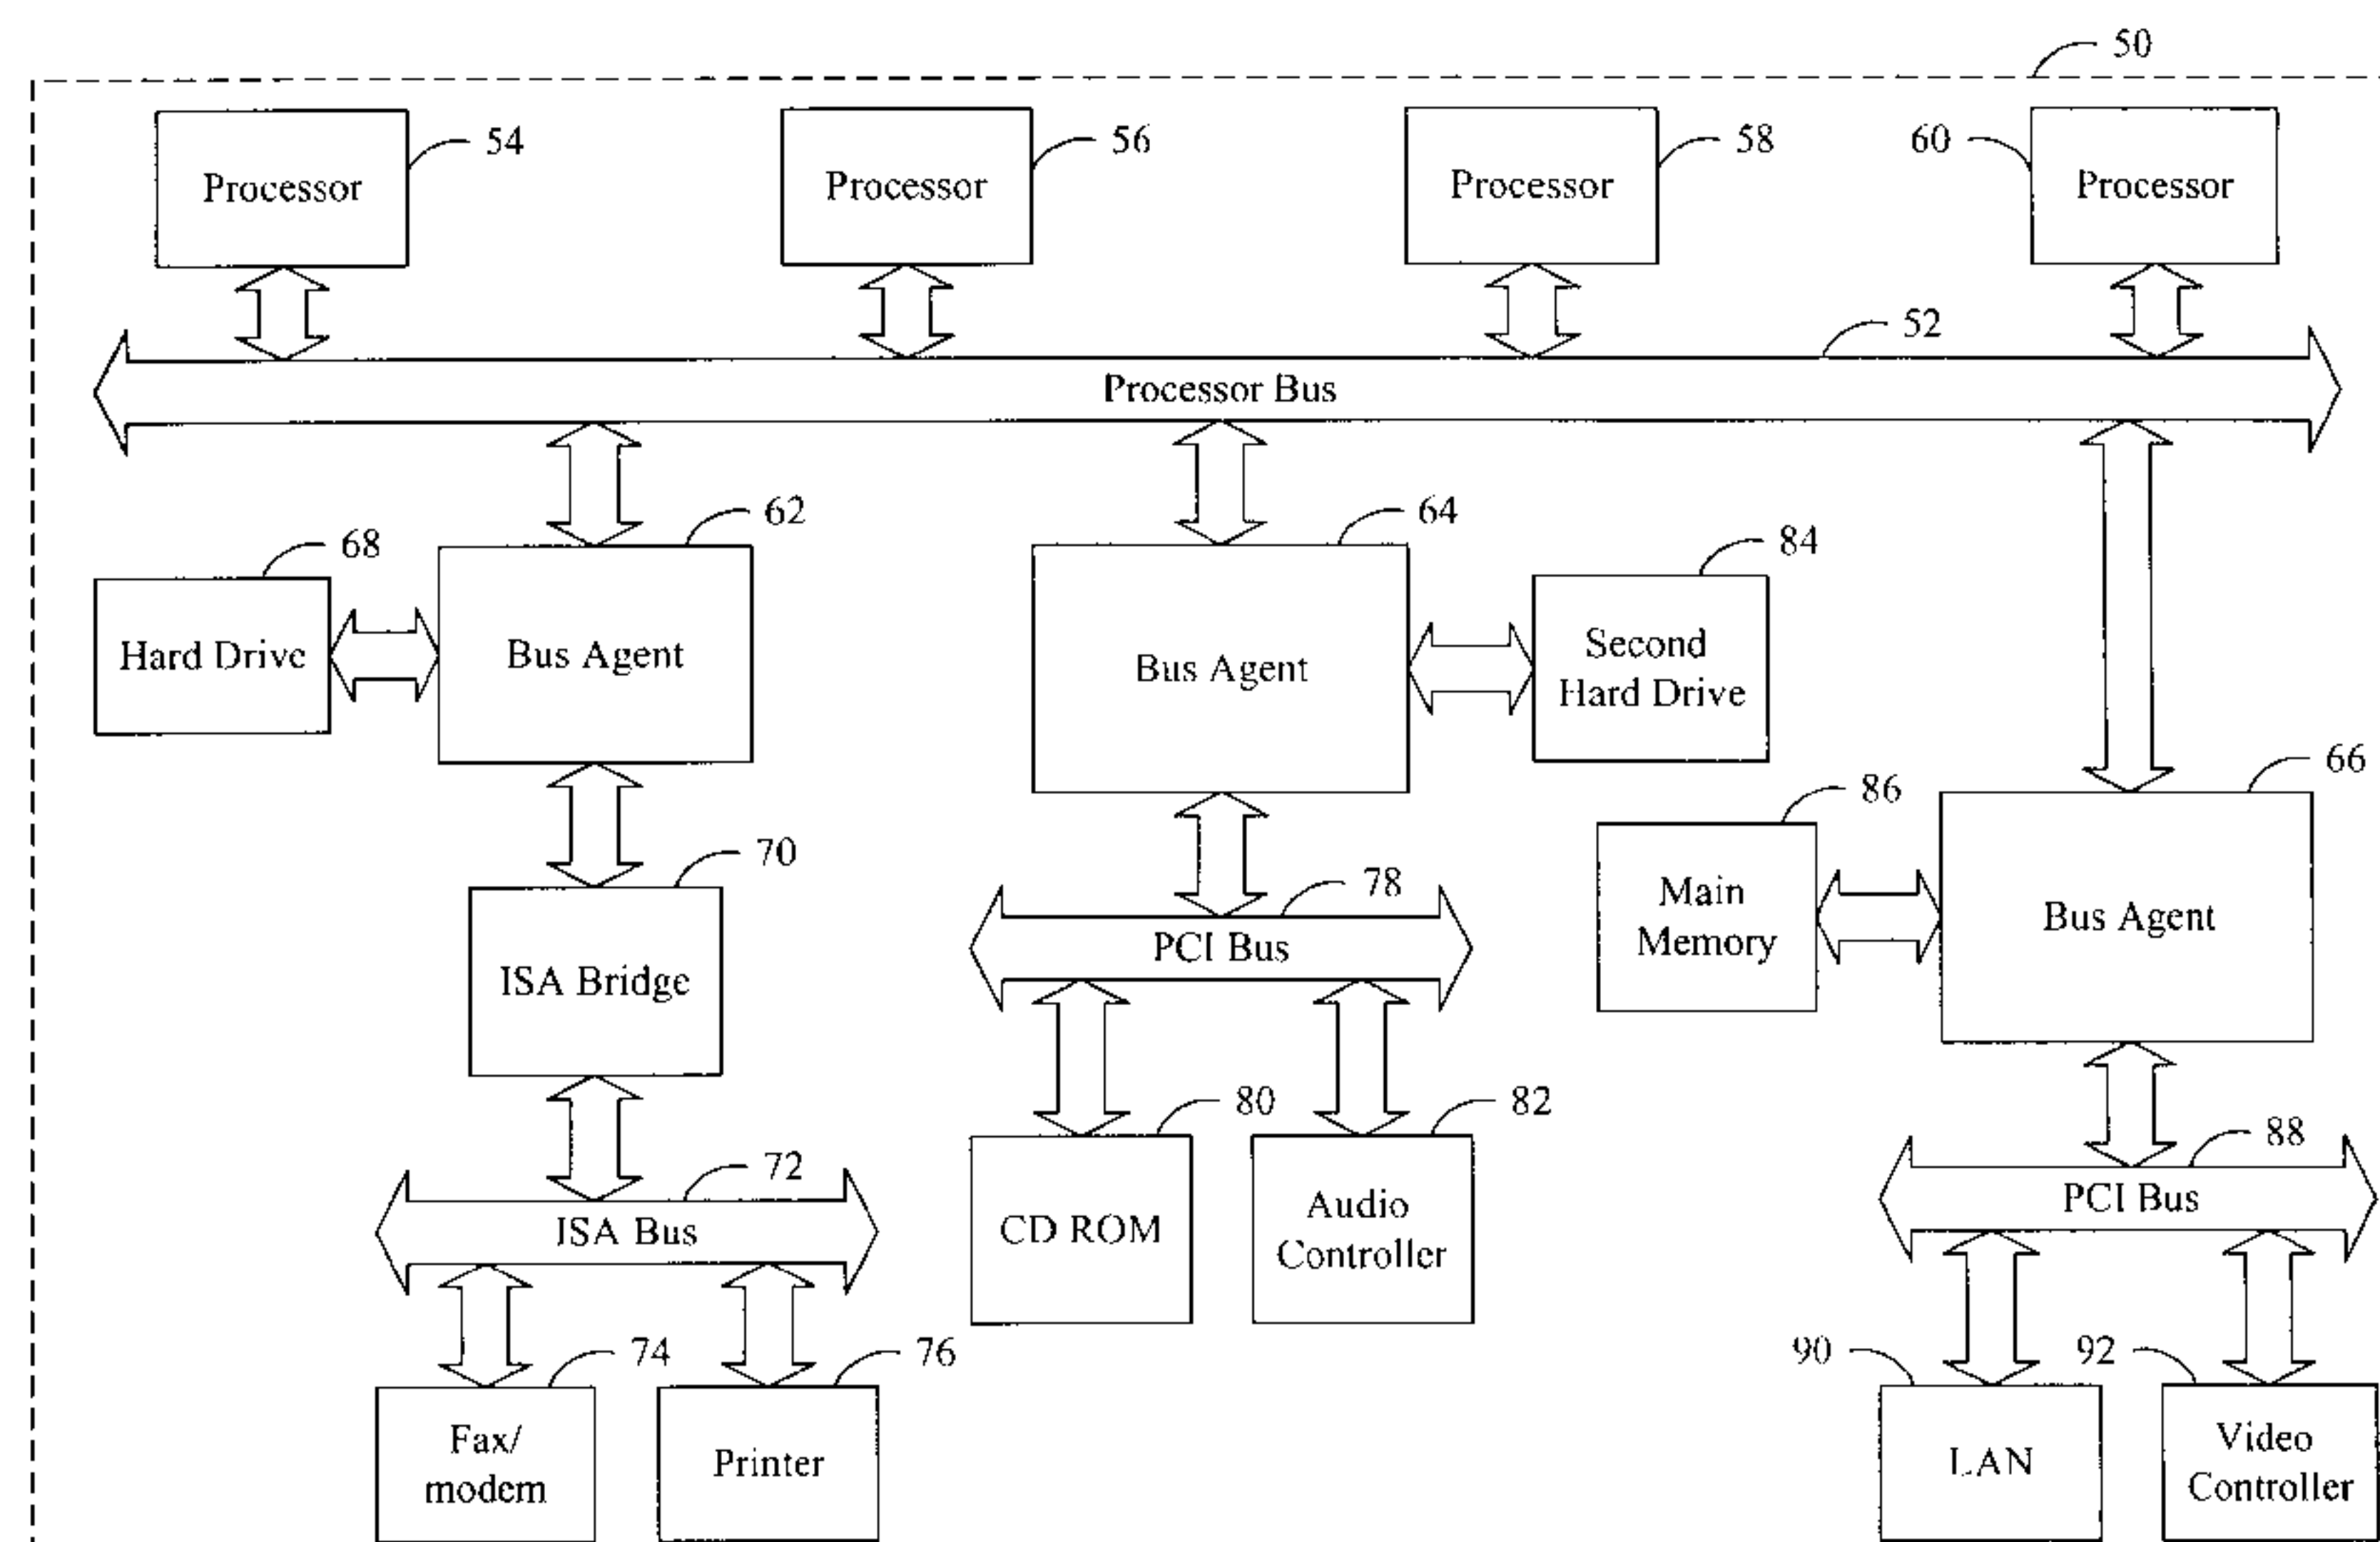 50
54
56
58
60
Processor
Processor
Processor
Processor
52
Processor Bus
62
64
84
68
Hard Drive
Bus Agent
Bus Agent
Second
Hard Drive
66
86
70
78
Main
Memory
Bus Agent
ISA Bridge
PCI Bus
80
82
88
72
PCI Bus
ISA Bus
CD ROM
Audio
Controller
74
76
90
92
Fax/
modem
Printer
LAN
Video
Controller